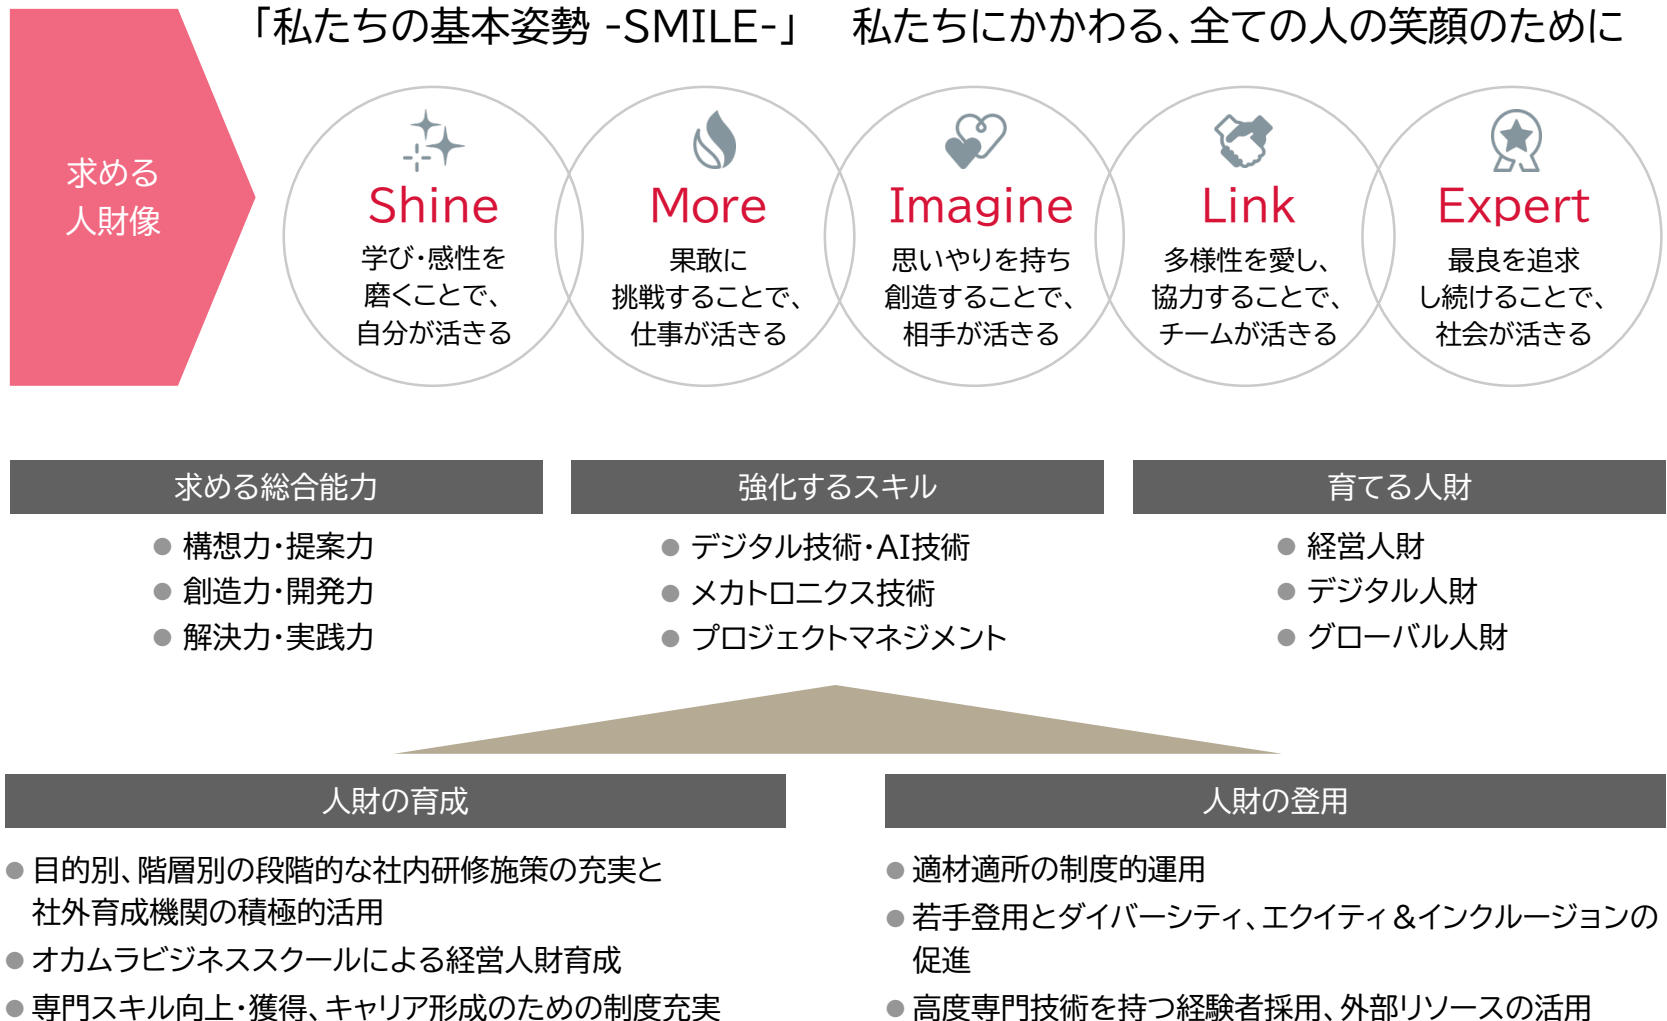 「私たちの基本姿勢 -SMILE-」　私たちにかかわる、全ての人の笑顔のために
求める
人財像
Shine
学び・感性を
磨くことで、
自分が活きる
More
果敢に
挑戦することで、
仕事が活きる
Imagine
思いやりを持ち
創造することで、
相手が活きる
Link
多様性を愛し、
協力することで、
チームが活きる
Expert
最良を追求
し続けることで、
社会が活きる
求める総合能力
● 構想力・提案力
● 創造力・開発力
● 解決力・実践力
強化するスキル
● デジタル技術・AI技術
● メカトロニクス技術
● プロジェクトマネジメント
育てる人財
● 経営人財
● デジタル人財
● グローバル人財
人財の育成
● 目的別、階層別の段階的な社内研修施策の充実と
社外育成機関の積極的活用
● オカムラビジネススクールによる経営人財育成
● 専門スキル向上・獲得、キャリア形成のための制度充実
人財の登用
● 適材適所の制度的運用
● 若手登用とダイバーシティ、エクイティ＆インクルージョンの
促進
● 高度専門技術を持つ経験者採用、外部リソースの活用